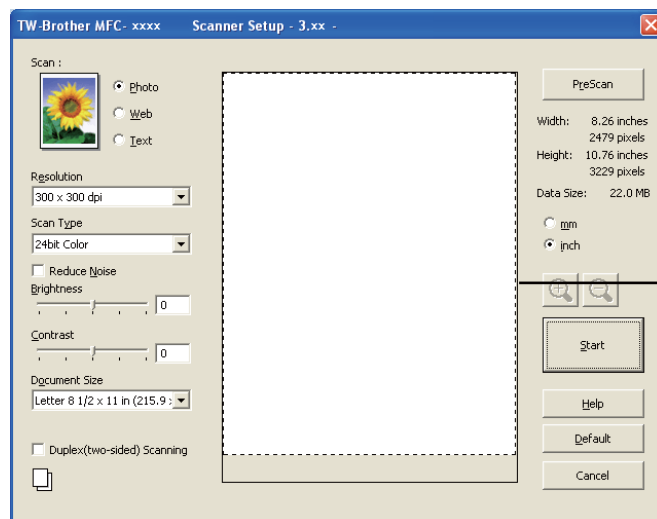 TW-Brother MFC- xxxx Scanner Setup - 3.xx -
Scan :
Photo
Web
Text
Resolution
300 x 300 dpi
Scan Type
24bit Color
Reduce Noise
Brightness
0
Contrast
0
Document Size
Letter 8 1/2 x 11 in (215.9 :
Duplex(two-sided) Scanning
PreScan
Width: 8.26 inches
2479 pixels
Height: 10.76 inches
3229 pixels
Data Size: 22.0 MB
mm
inch
Start
Help
Default
Cancel